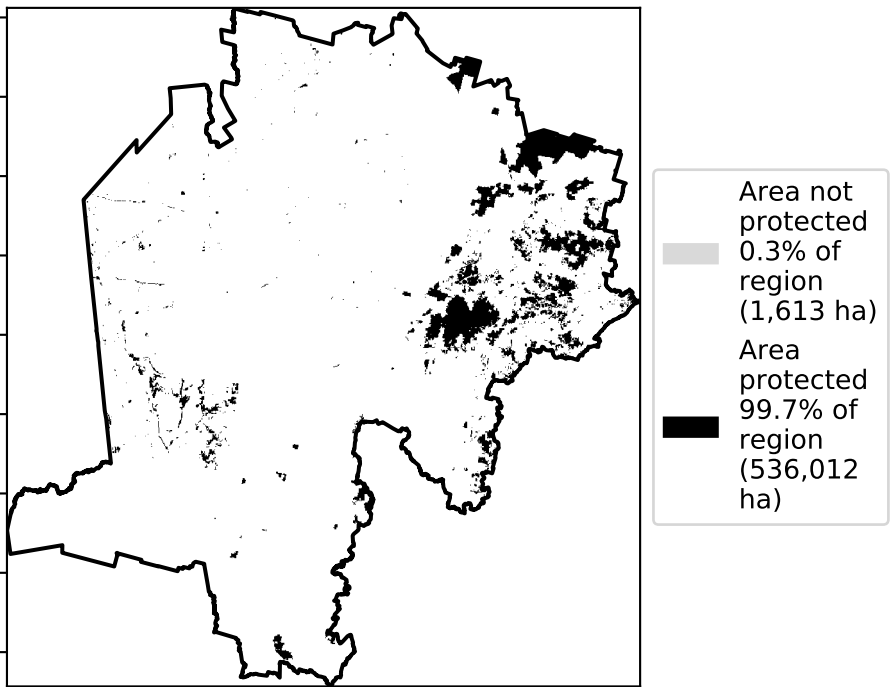 Area not
protected
0.3% of
region
(1,613 ha)
Area
protected
99.7% of
region
(536,012
ha)